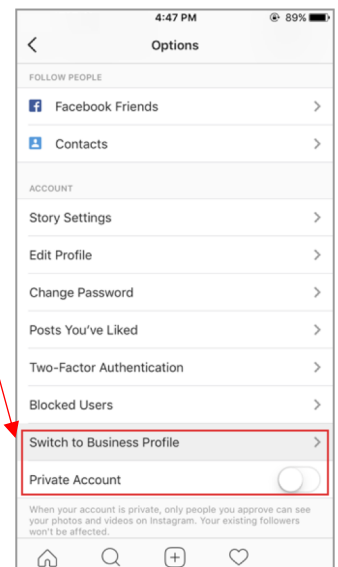 4:47 PM 89%
Options
FOLLOW PEOPLE
f Facebook Friends
Contacts
ACCOUNT
Story Settings
Edit Profile
Change Password
Posts You've Liked
Two-Factor Authentication
Blocked Users
Switch to Business Profile
Private Account
When your account is private, only people you approve can see
your photos and videos on Instagram. Your existing followers
won't be affected.